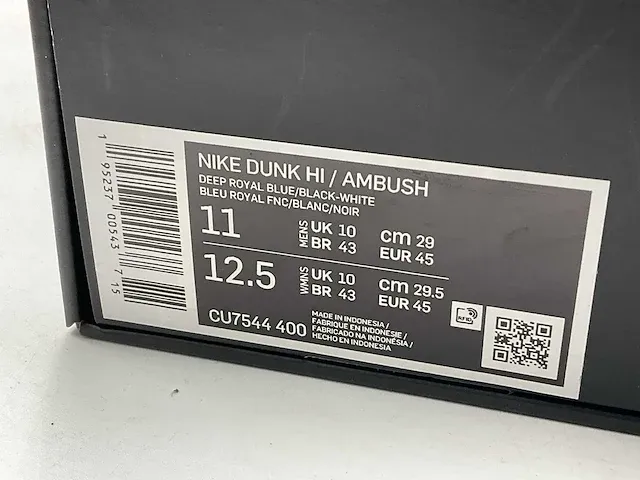 NIKE DUNK HI / AMBUSH
DEEP ROYAL BLUE/BLACK-WHITE
BLEU ROYAL FNC/BLANC/NOIR
11 MENS UK 10 cm 29
BR 43 EUR 45
12.5 WMNS UK 10 cm 29.5
BR 43 EUR 45
CU7544 400
MADE IN INDONESIA /
FABRIQUE EN INDONESIE /
FABRICADO NA INDONÉSIA /
HECHO EN INDONESIA
RFID
1 95237 00543 715